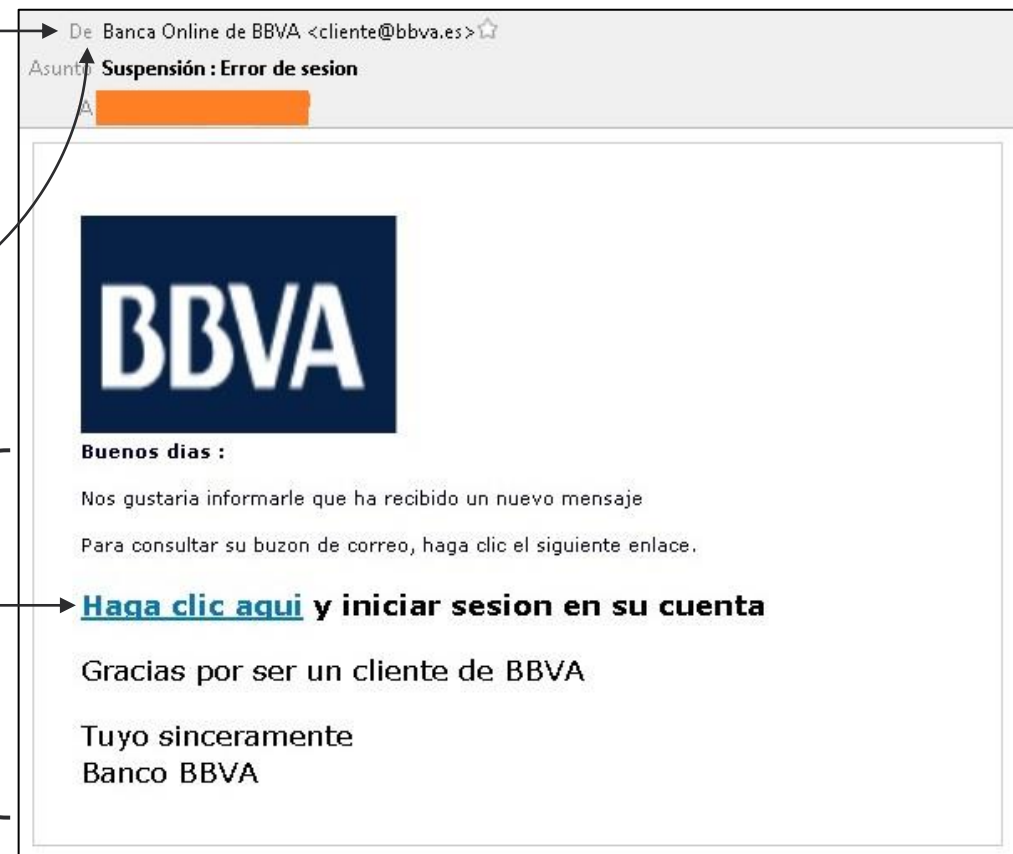 De Banca Online de BBVA <cliente@bbva.es>
Asunto Suspensión : Error de sesion
A
BBVA
Buenos dias :
Nos gustaria informarle que ha recibido un nuevo mensaje
Para consultar su buzon de correo, haga clic el siguiente enlace.
Haga clic aqui y iniciar sesion en su cuenta
Gracias por ser un cliente de BBVA
Tuyo sinceramente
Banco BBVA